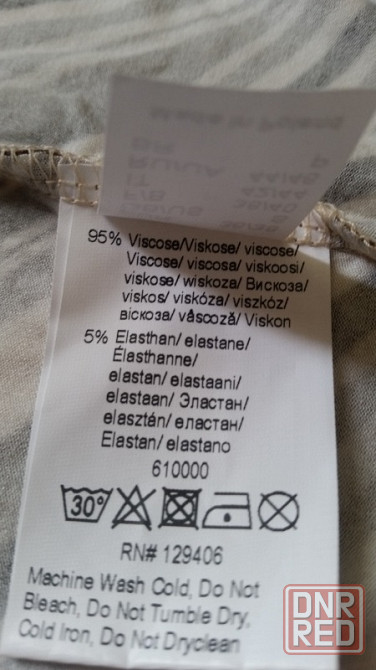 95% Viscose/Viskose/ viscose/
Viscose/ viscosa/ viskoosi/
viskose/ wiskoza/ Вискоза/
viskos/ viskóza/ viszkóz/
віскоза/ vâscoză/ Viskon
5% Elasthan/ elastane/
Élasthanne/
elastan/ elastaani/
elastaan/ Эластан/
elasztán/ еластан/
Elastan/ elastano
610000
30°
RN# 129406
Machine Wash Cold, Do Not
Bleach, Do Not Tumble Dry,
Cold Iron, Do Not Dryclean
DNR
RED